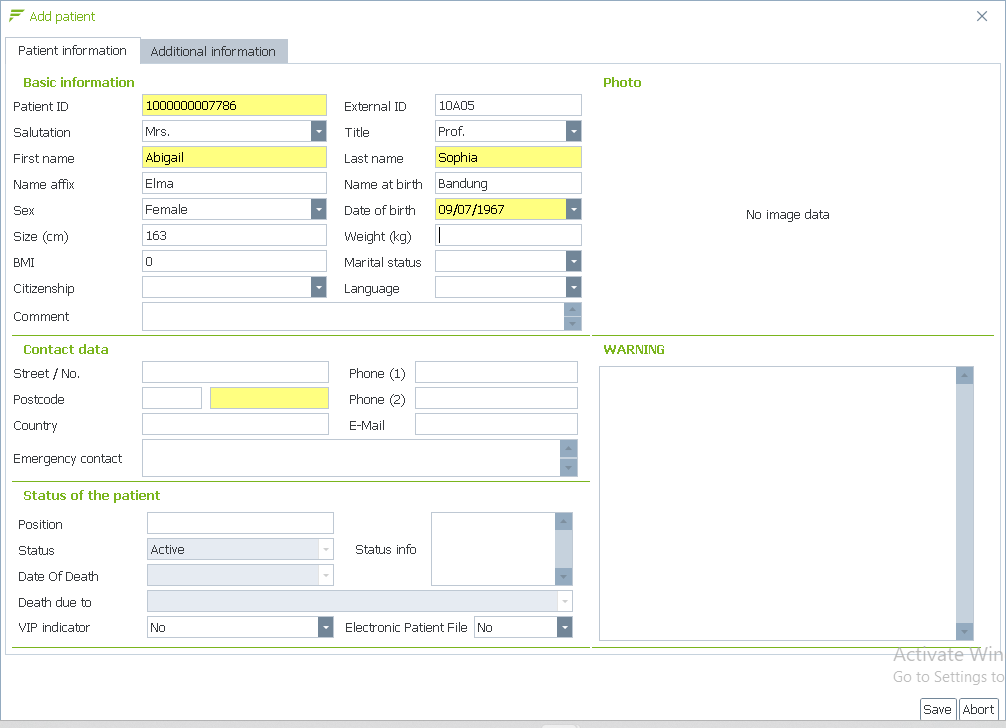 Add patient
Patient information Additional information
Basic information Photo
Patient ID 1000000007786 External ID 10A05
Salutation Mrs. Title Prof.
First name Abigail Last name Sophia
Name affix Elma Name at birth Bandung
Sex Female Date of birth 09/07/1967
No image data
Size (cm) 163 Weight (kg)
BMI 0 Marital status
Citizenship Language
Comment
Contact data WARNING
Street / No. Phone (1)
Postcode Phone (2)
Country E-Mail
Emergency contact
Status of the patient
Position
Status Active Status info
Date Of Death
Death due to
VIP indicator No Electronic Patient File No
Activate Win
Go to Settings to
Save Abort